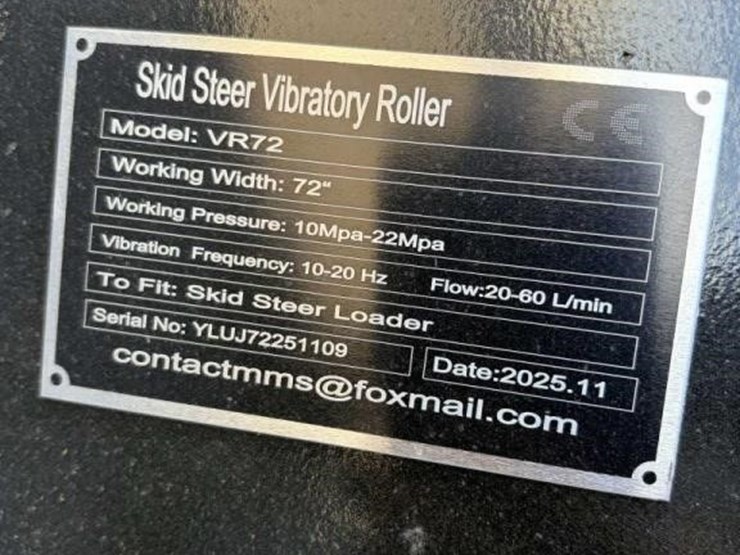 Skid Steer Vibratory Roller CE
Model: VR72
Working Width: 72"
Working Pressure: 10Mpa-22Mpa
Vibration Frequency: 10-20 Hz Flow:20-60 L/min
To Fit: Skid Steer Loader
Serial No: YLUJ72251109 Date:2025.11
contactmms@foxmail.com